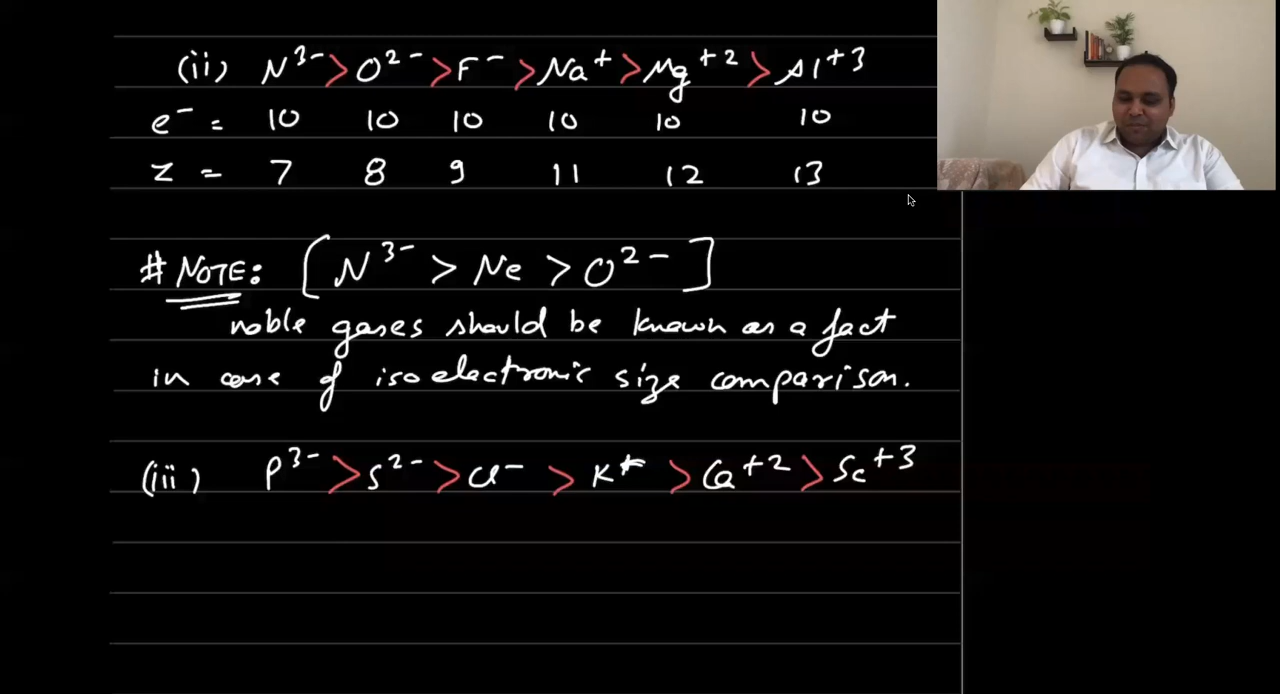 (ii) N³⁻ > O²⁻ > F⁻ > Na⁺ > Mg⁺² > Al⁺³
e⁻ = 10 10 10 10 10 10
Z = 7 8 9 11 12 13
# NOTE: [N³⁻ > Ne > O²⁻]
noble gases should be known as a fact
in case of isoelectronic size comparison.
(iii) P³⁻ > S²⁻ > Cl⁻ > K⁺ > Ca⁺² > Sc⁺³